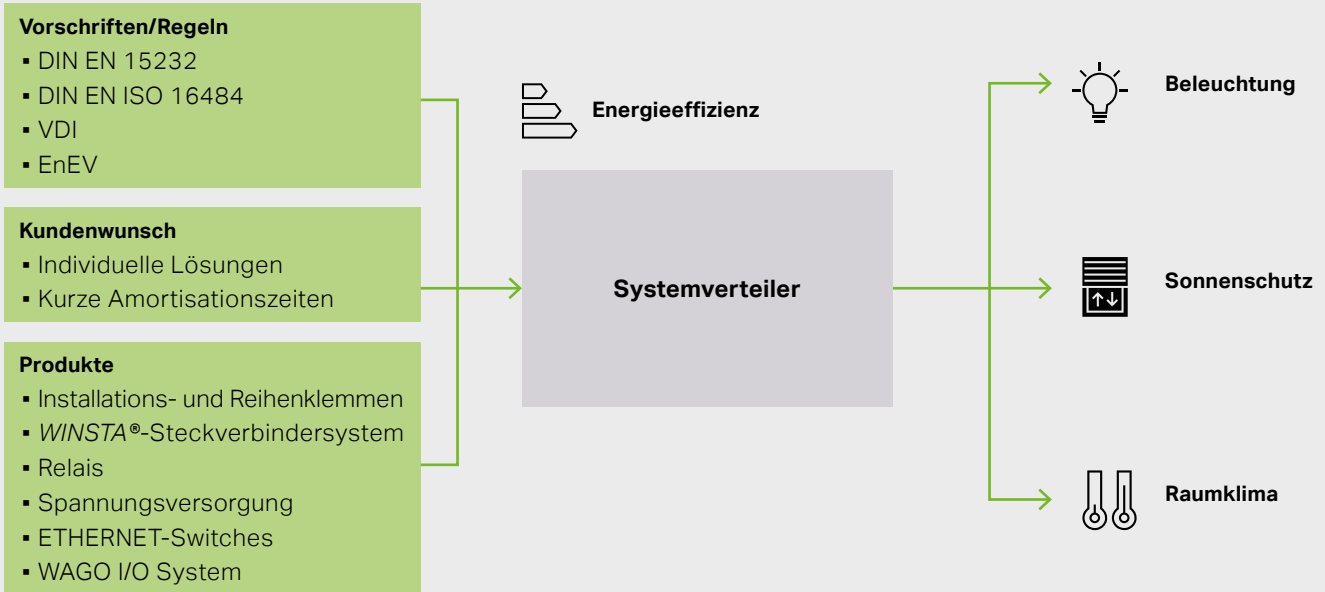 Vorschriften/Regeln
▪ DIN EN 15232
▪ DIN EN ISO 16484
▪ VDI
▪ EnEV
Kundenwunsch
▪ Individuelle Lösungen
▪ Kurze Amortisationszeiten
Produkte
▪ Installations- und Reihenklemmen
▪ WINSTA®-Steckverbindersystem
▪ Relais
▪ Spannungsversorgung
▪ ETHERNET-Switches
▪ WAGO I/O System
Energieeffizienz
Systemverteiler
Beleuchtung
Sonnenschutz
Raumklima